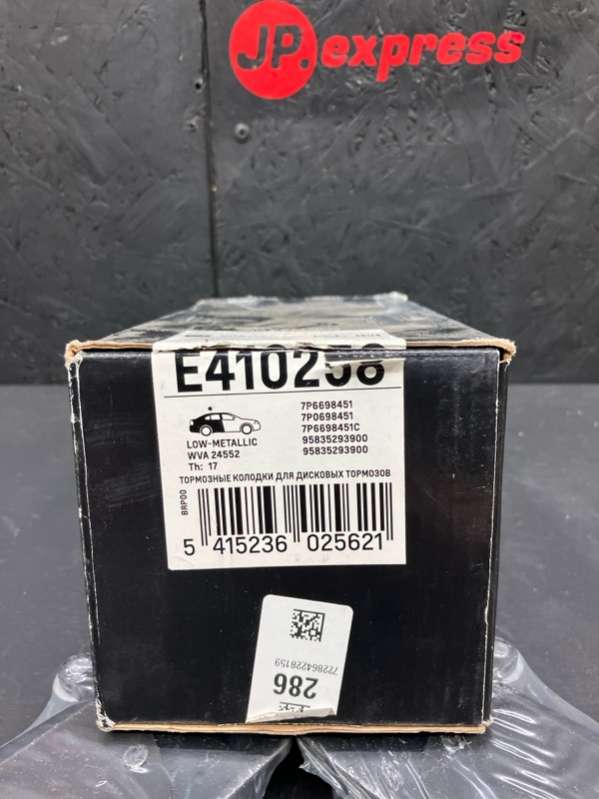 JP.express
E410258
7P6698451
7P0698451
7P6698451C
95835293900
95835293900
LOW-METALLIC
WVA 24552
Th: 17
ТОРМОЗНЫЕ КОЛОДКИ ДЛЯ ДИСКОВЫХ ТОРМОЗОВ
BRP00
5 415236 025621
722864228159
286